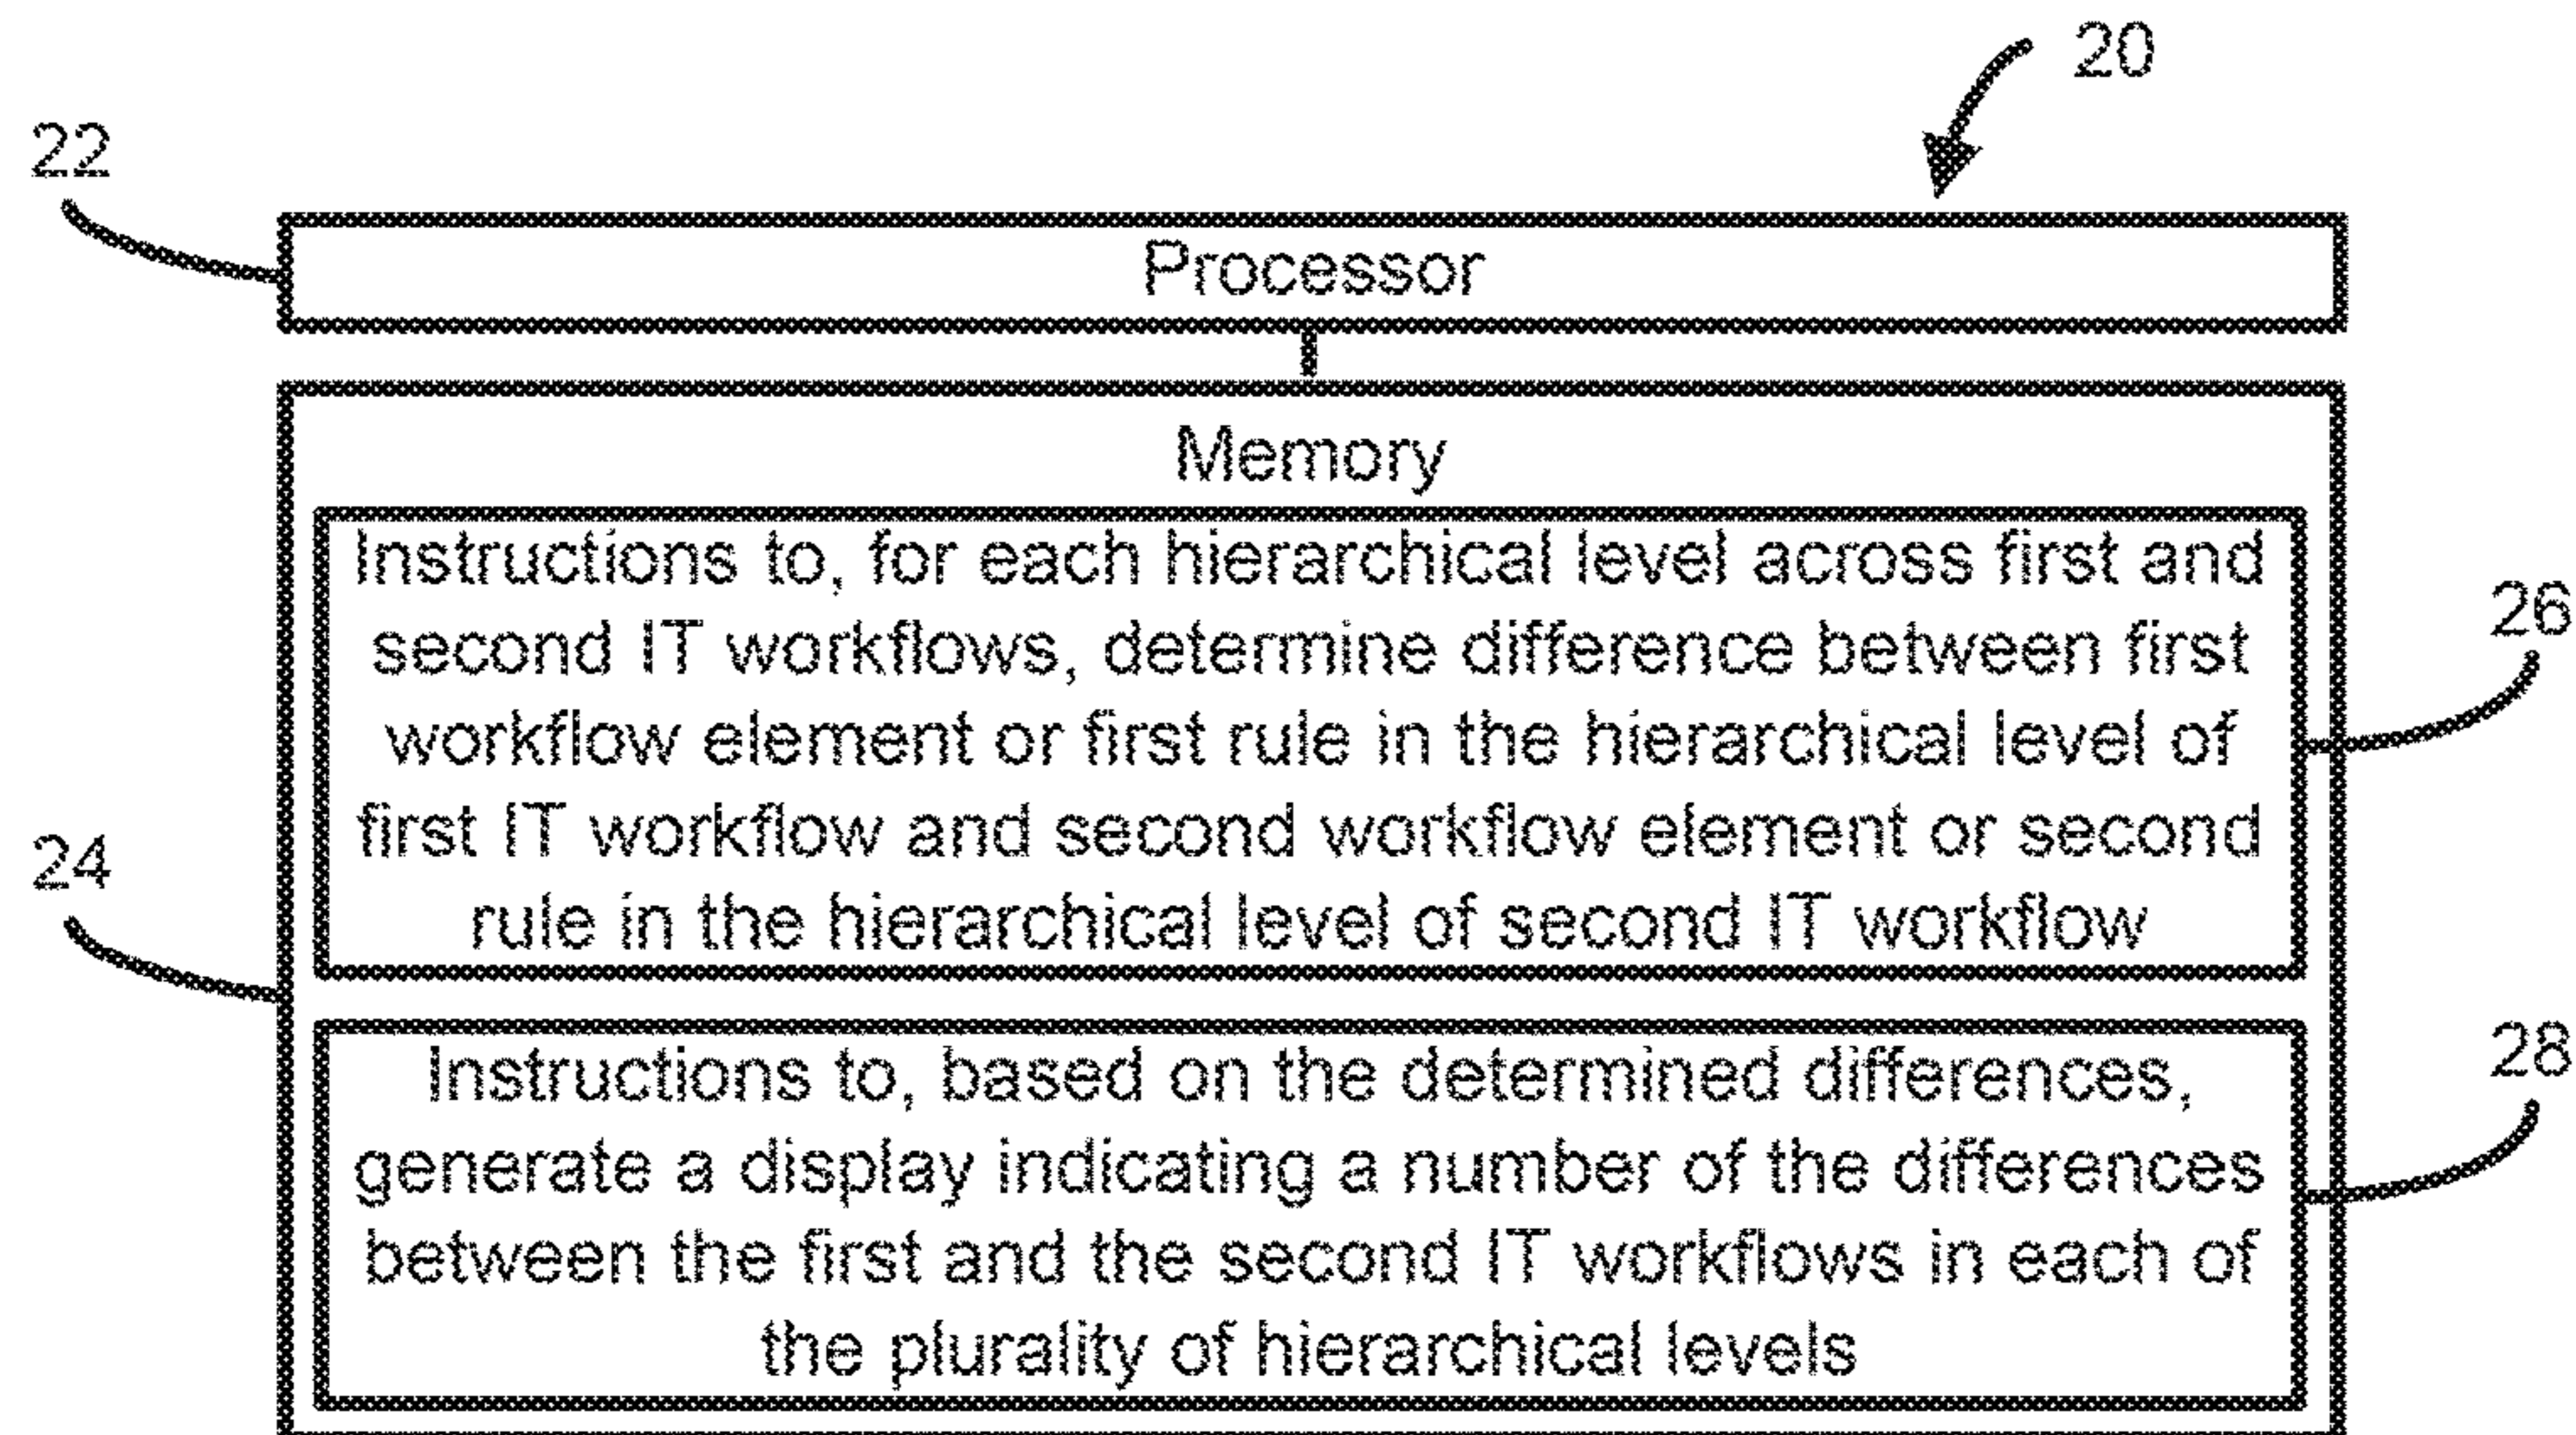 20
22
Processor
Memory
Instructions to, for each hierarchical level across first and
second IT workflows, determine difference between first
workflow element or first rule in the hierarchical level of
first IT workflow and second workflow element or second
rule in the hierarchical level of second IT workflow
26
24
Instructions to, based on the determined differences,
generate a display indicating a number of the differences
between the first and the second IT workflows in each of
the plurality of hierarchical levels
28